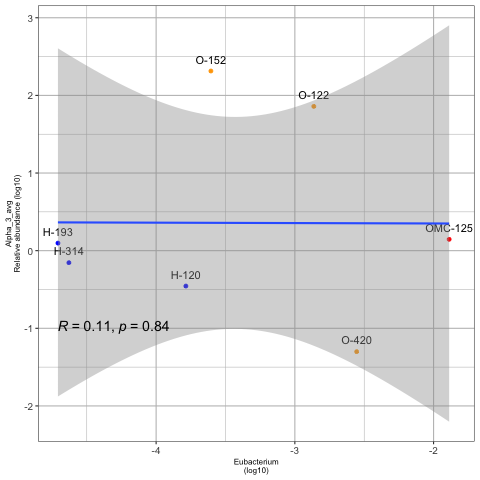 3
2
1
0
-1
-2
Alpha_3_avg
Relative abundance (log10)
O-152
O-122
H-193
OMC-125
H-314
H-120
R = 0.11, p = 0.84
O-420
-4
-3
-2
Eubacterium
(log10)